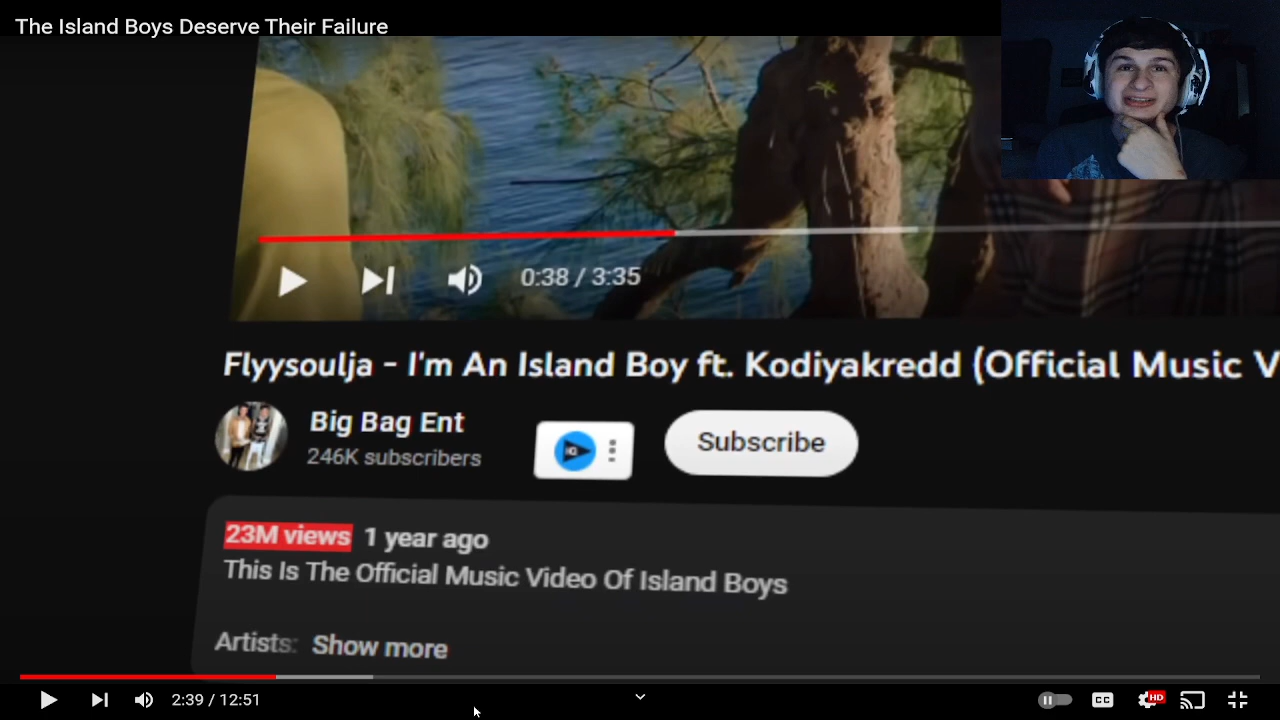 The Island Boys Deserve Their Failure
0:38 / 3:35
Flyysoulja - I'm An Island Boy ft. Kodiyakredd (Official Music V
Big Bag Ent
246K subscribers
Subscribe
23M views 1 year ago
This Is The Official Music Video Of Island Boys
Artists: Show more
2:39 / 12:51
CC
HD